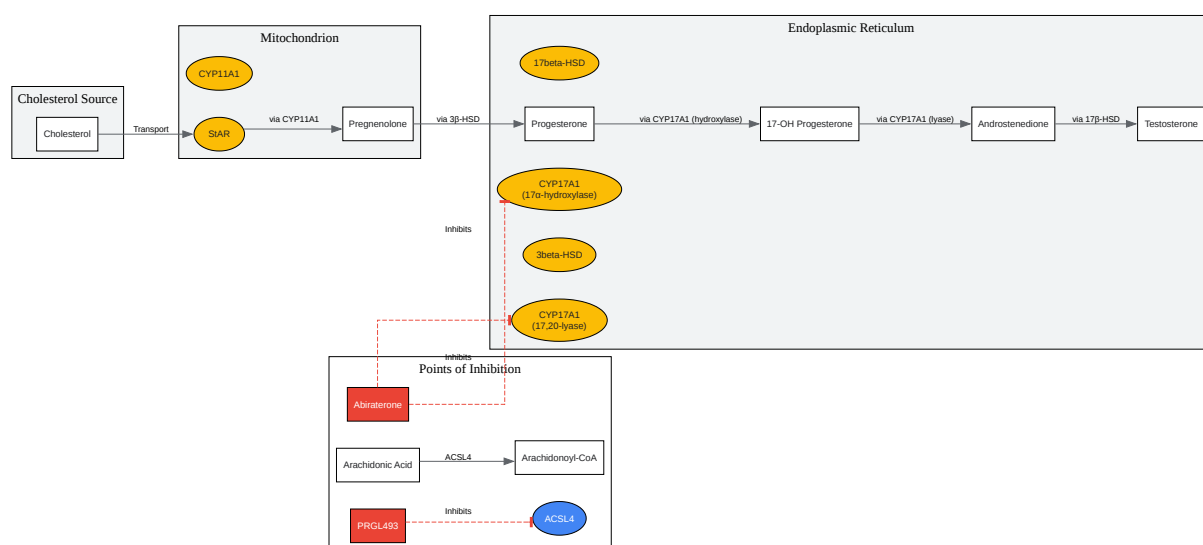 Endoplasmic Reticulum
Mitochondrion
17beta-HSD
CYP11A1
Cholesterol Source
Cholesterol
Transport
StAR
via CYP11A1
Pregnenolone
via 3β-HSD
Progesterone
via CYP17A1 (hydroxylase)
17-OH Progesterone
via CYP17A1 (lyase)
Androstenedione
via 17β-HSD
Testosterone
CYP17A1
(17α-hydroxylase)
Inhibits
3beta-HSD
CYP17A1
(17,20-lyase)
Inhibits
Points of Inhibition
Abiraterone
Arachidonic Acid
ACSL4
Arachidonoyl-CoA
PRGL493
Inhibits
ACSL4